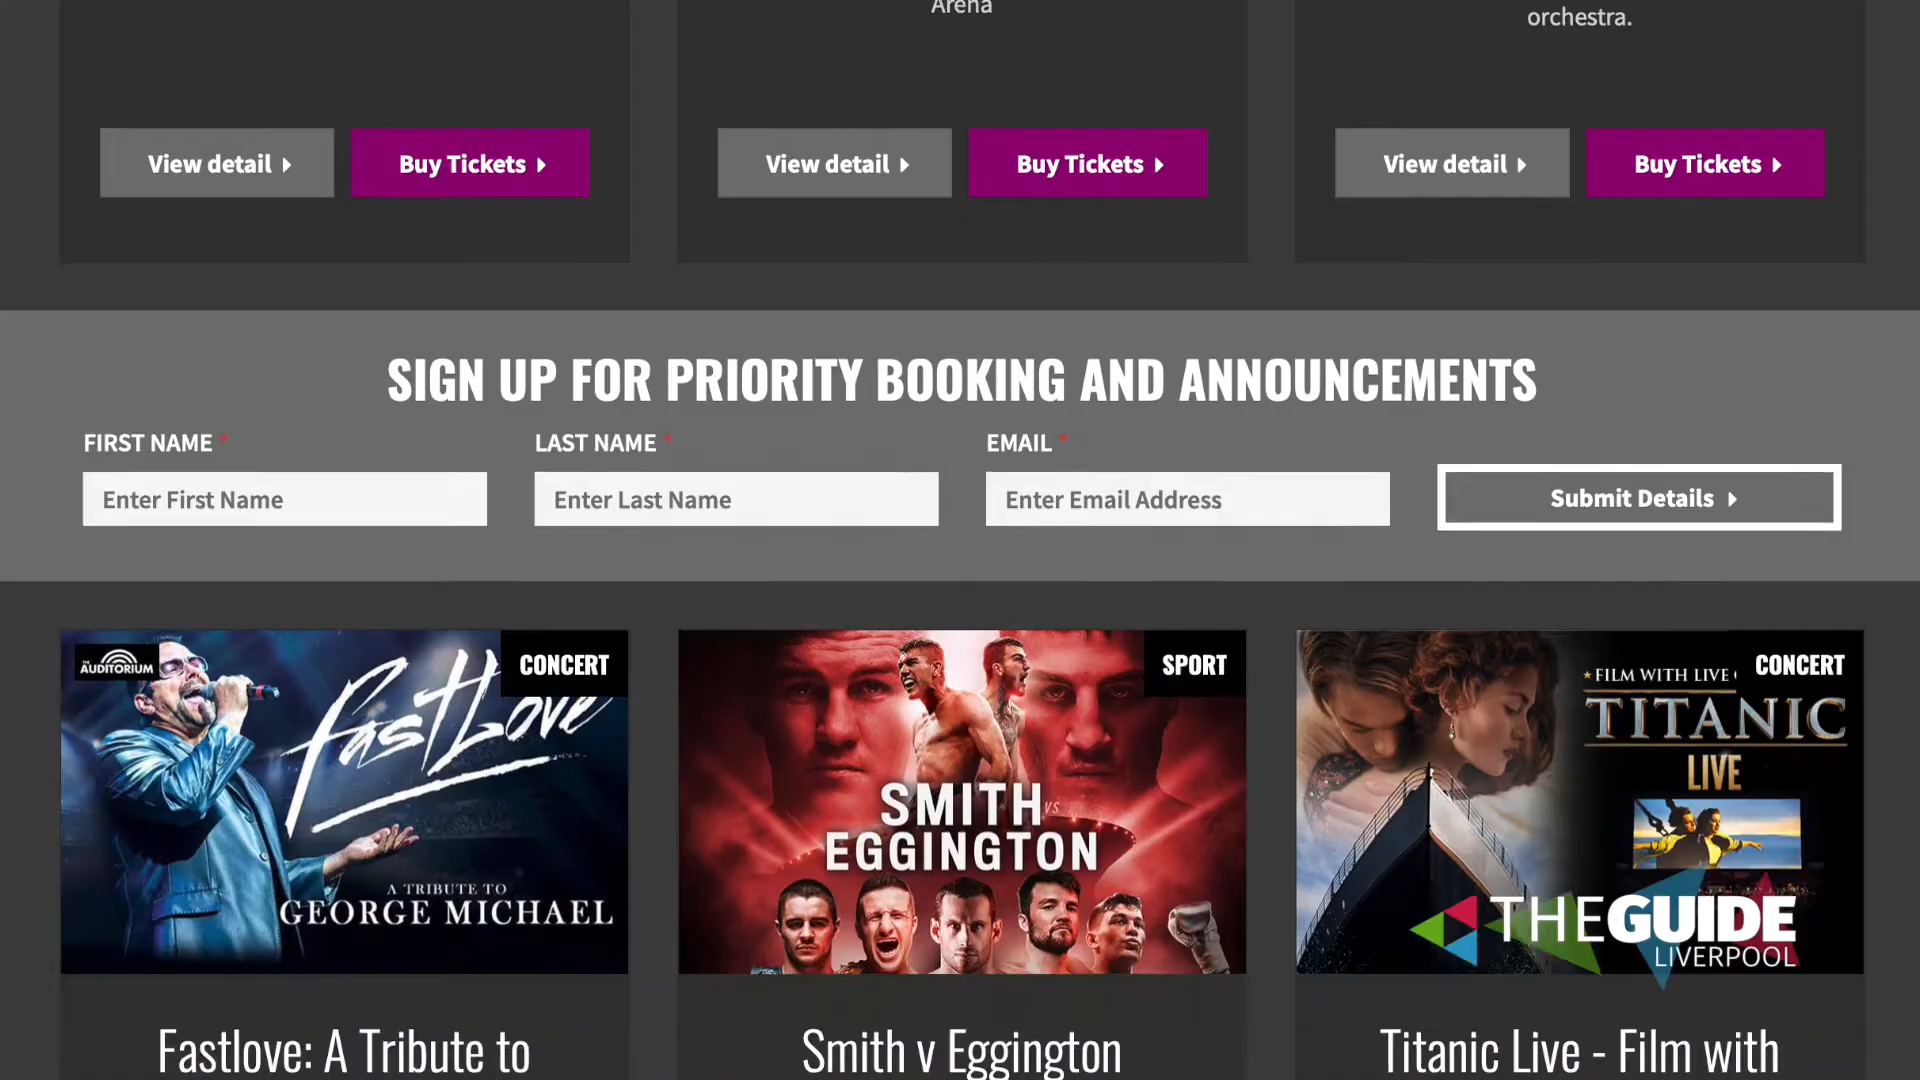 Arena
orchestra.
View detail
Buy Tickets
View detail
Buy Tickets
View detail
Buy Tickets
SIGN UP FOR PRIORITY BOOKING AND ANNOUNCEMENTS
FIRST NAME *
LAST NAME *
EMAIL *
Enter First Name
Enter Last Name
Enter Email Address
Submit Details
THE AUDITORIUM
CONCERT
FastLove
A TRIBUTE TO
GEORGE MICHAEL
SPORT
SMITH VS
EGGINGTON
CONCERT
FILM WITH LIVE
TITANIC
LIVE
THEGUIDE
LIVERPOOL
Fastlove: A Tribute to
Smith v Eggington
Titanic Live - Film with